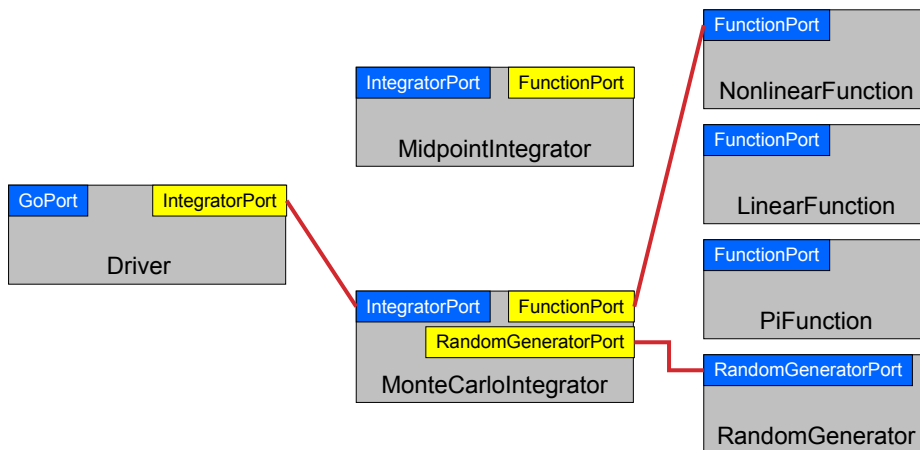 GoPort
IntegratorPort
Driver
IntegratorPort
FunctionPort
MidpointIntegrator
IntegratorPort
FunctionPort
RandomGeneratorPort
MonteCarloIntegrator
FunctionPort
NonlinearFunction
FunctionPort
LinearFunction
FunctionPort
PiFunction
RandomGeneratorPort
RandomGenerator